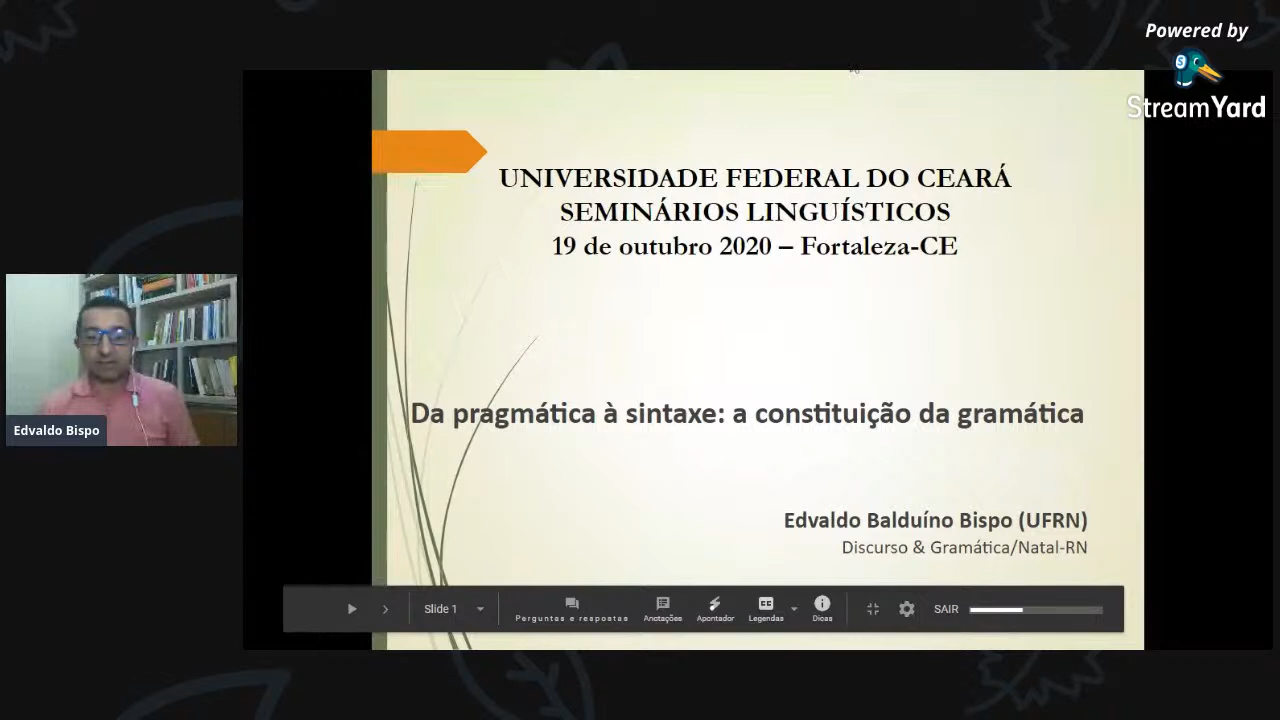 Powered by
StreamYard
UNIVERSIDADE FEDERAL DO CEARÁ
SEMINÁRIOS LINGUÍSTICOS
19 de outubro 2020 – Fortaleza-CE
Da pragmática à sintaxe: a constituição da gramática
Edvaldo Bispo
Edvaldo Balduíno Bispo (UFRN)
Discurso & Gramática/Natal-RN
Slide 1
Perguntas e respostas
Anotações
Apontador
Legendas
Dicas
SAIR